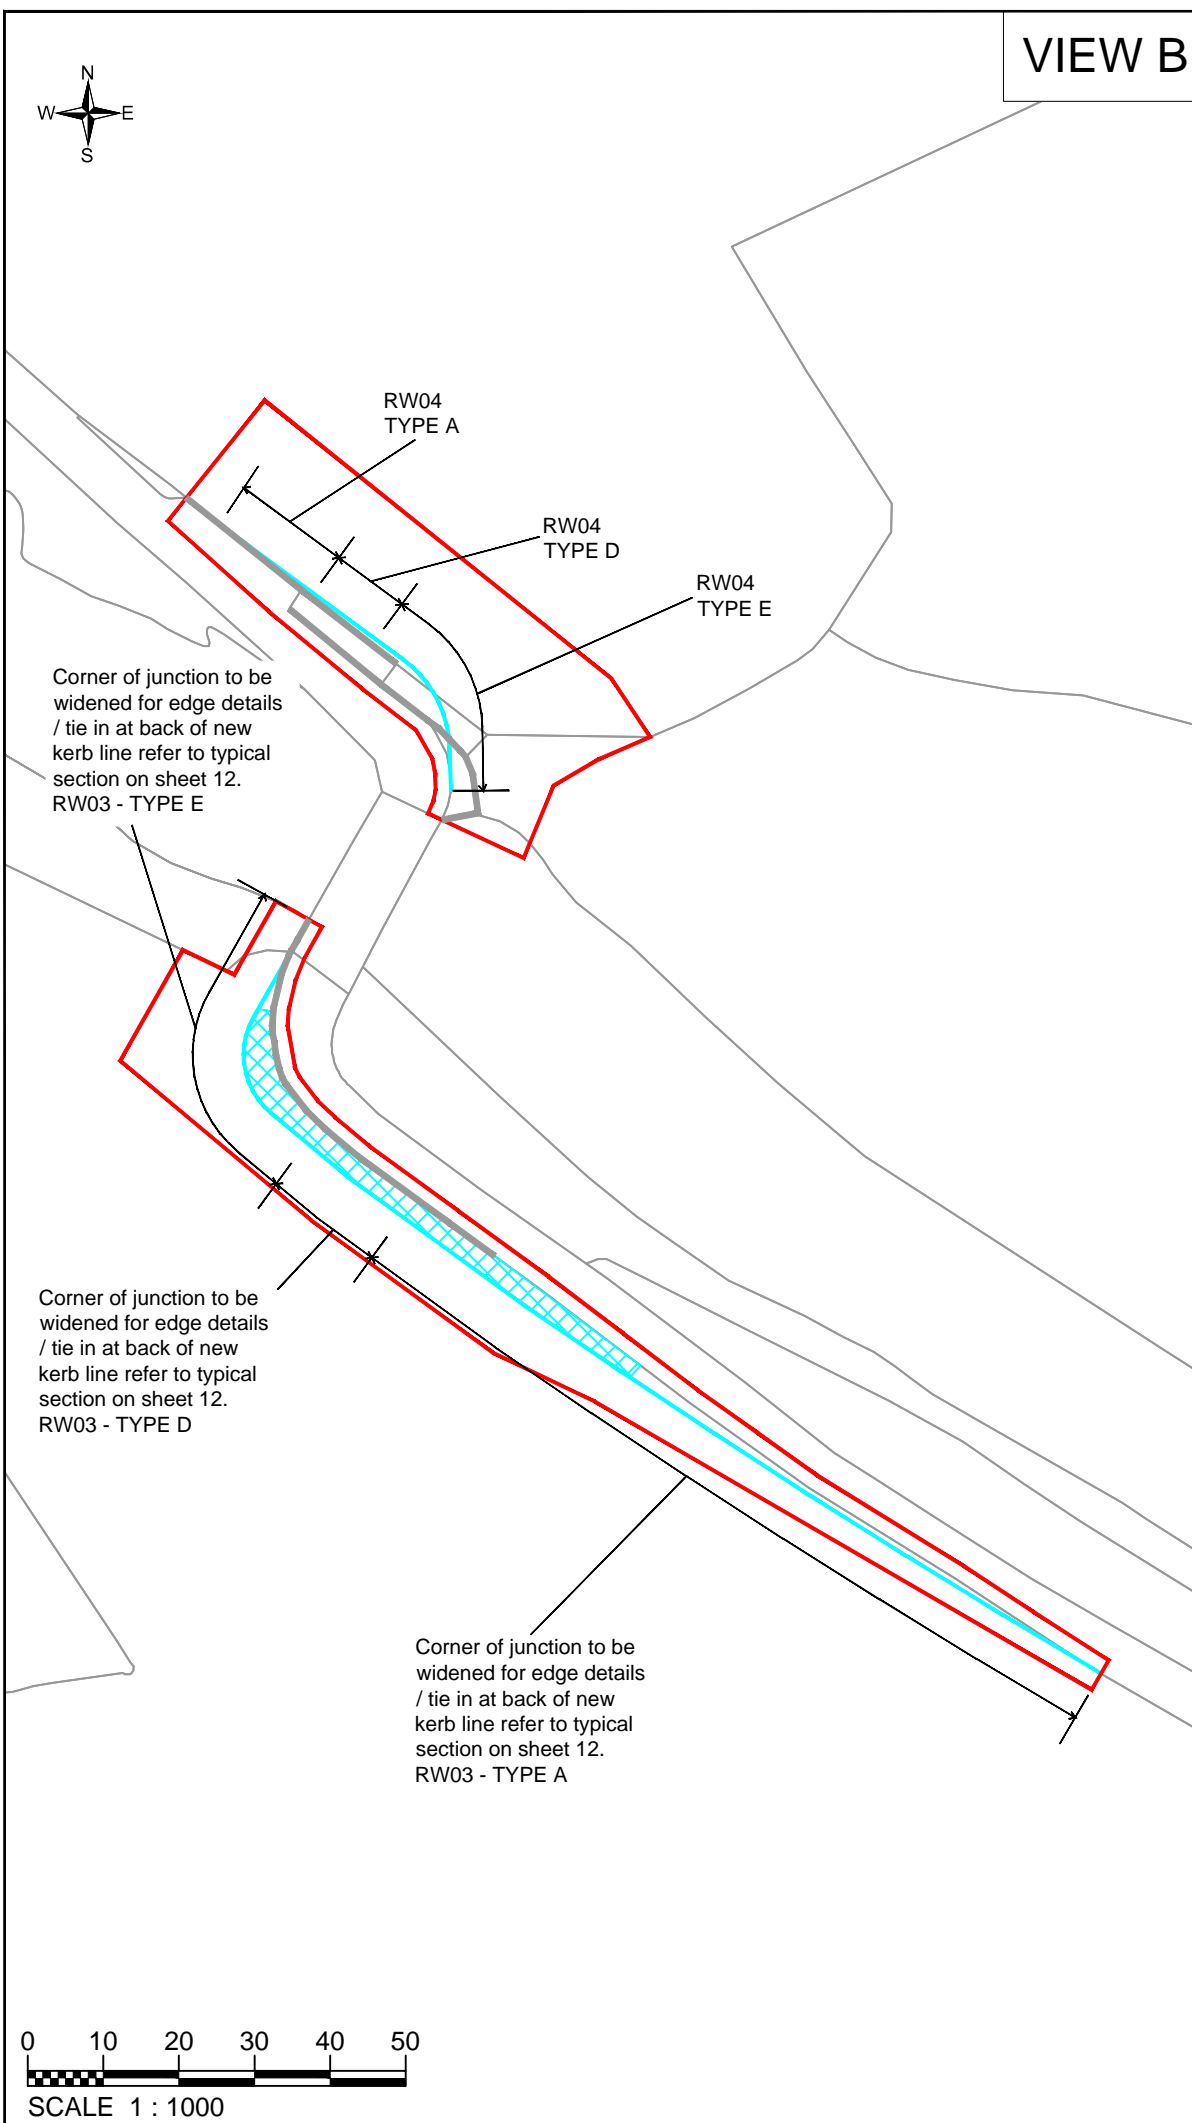 VIEW B
N
W E
S
RW04
TYPE A
RW04
TYPE D
RW04
TYPE E
Corner of junction to be
widened for edge details
/ tie in at back of new
kerb line refer to typical
section on sheet 12.
RW03 - TYPE E
Corner of junction to be
widened for edge details
/ tie in at back of new
kerb line refer to typical
section on sheet 12.
RW03 - TYPE D
Corner of junction to be
widened for edge details
/ tie in at back of new
kerb line refer to typical
section on sheet 12.
RW03 - TYPE A
0 10 20 30 40 50
SCALE 1 : 1000